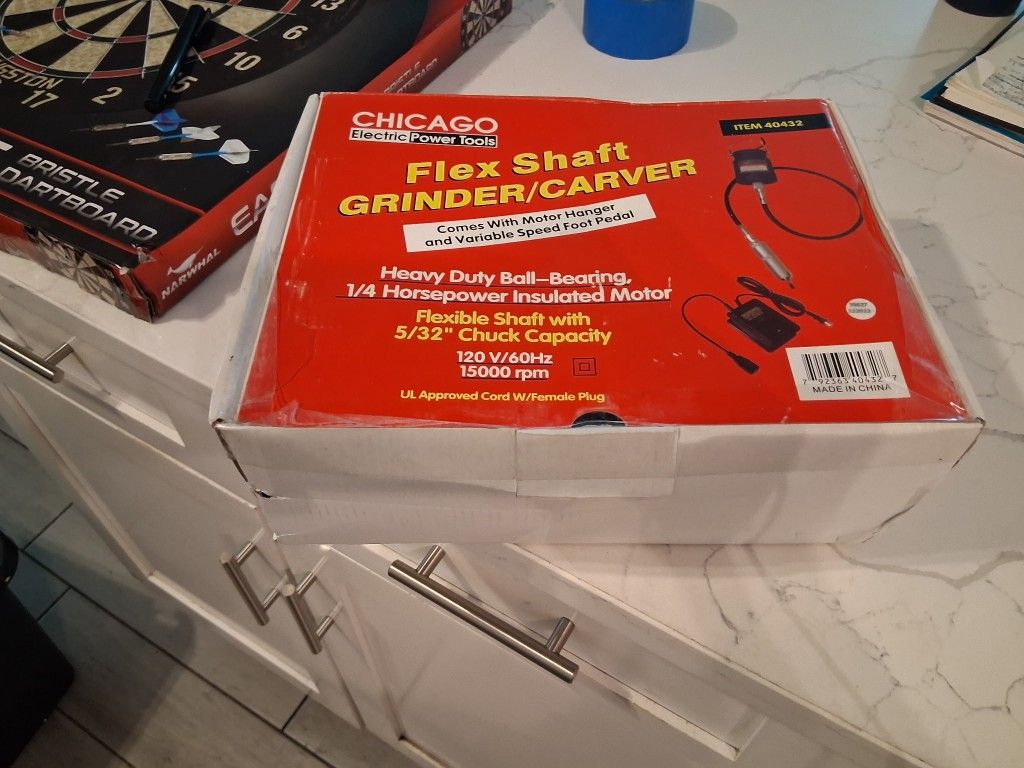 13
6
10
15
2
17
BRISTLE
DARTBOARD
NARWHAL
BRISTLE
DARTBOARD
CHICAGO
Electric Power Tools
ITEM 40432
Flex Shaft
GRINDER/CARVER
Comes With Motor Hanger
and Variable Speed Foot Pedal
Heavy Duty Ball-Bearing,
1/4 Horsepower Insulated Motor
Flexible Shaft with
5/32" Chuck Capacity
120 V/60Hz
15000 rpm
UL Approved Cord W/Female Plug
7 92363 40432 7
MADE IN CHINA